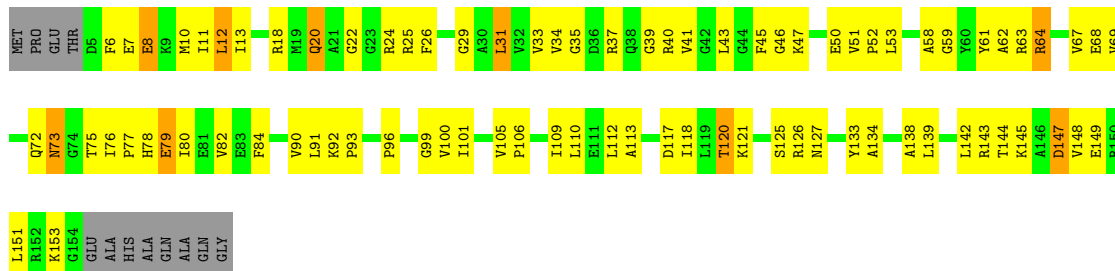 MET PRO GLU THR D5 F6 E7 E8 K9 M10 I11 L12 I13 R18 M19 Q20 A21 G22 G23 R24 R25 F26 G29 A30 L31 V32 V33 V34 G35 D36 R37 Q38 G39 R40 V41 G42 L43 G44 F45 G46 K47 E50 V51 P52 L53 A58 G59 Y60 Y61 A62 R63 R64 V67 E68 V69
Q72 N73 G74 T75 I76 P77 H78 E79 I80 E81 V82 E83 F84 V90 L91 K92 P93 P96 G99 V100 I101 V105 P106 I109 L110 E111 L112 A113 D117 I118 L119 T120 K121 S125 R126 N127 Y133 A134 A138 L139 L142 R143 T144 K145 A146 D147 V148 E149
L151 R152 K153 G154 GLU ALA HIS ALA GLN ALA GLN GLY